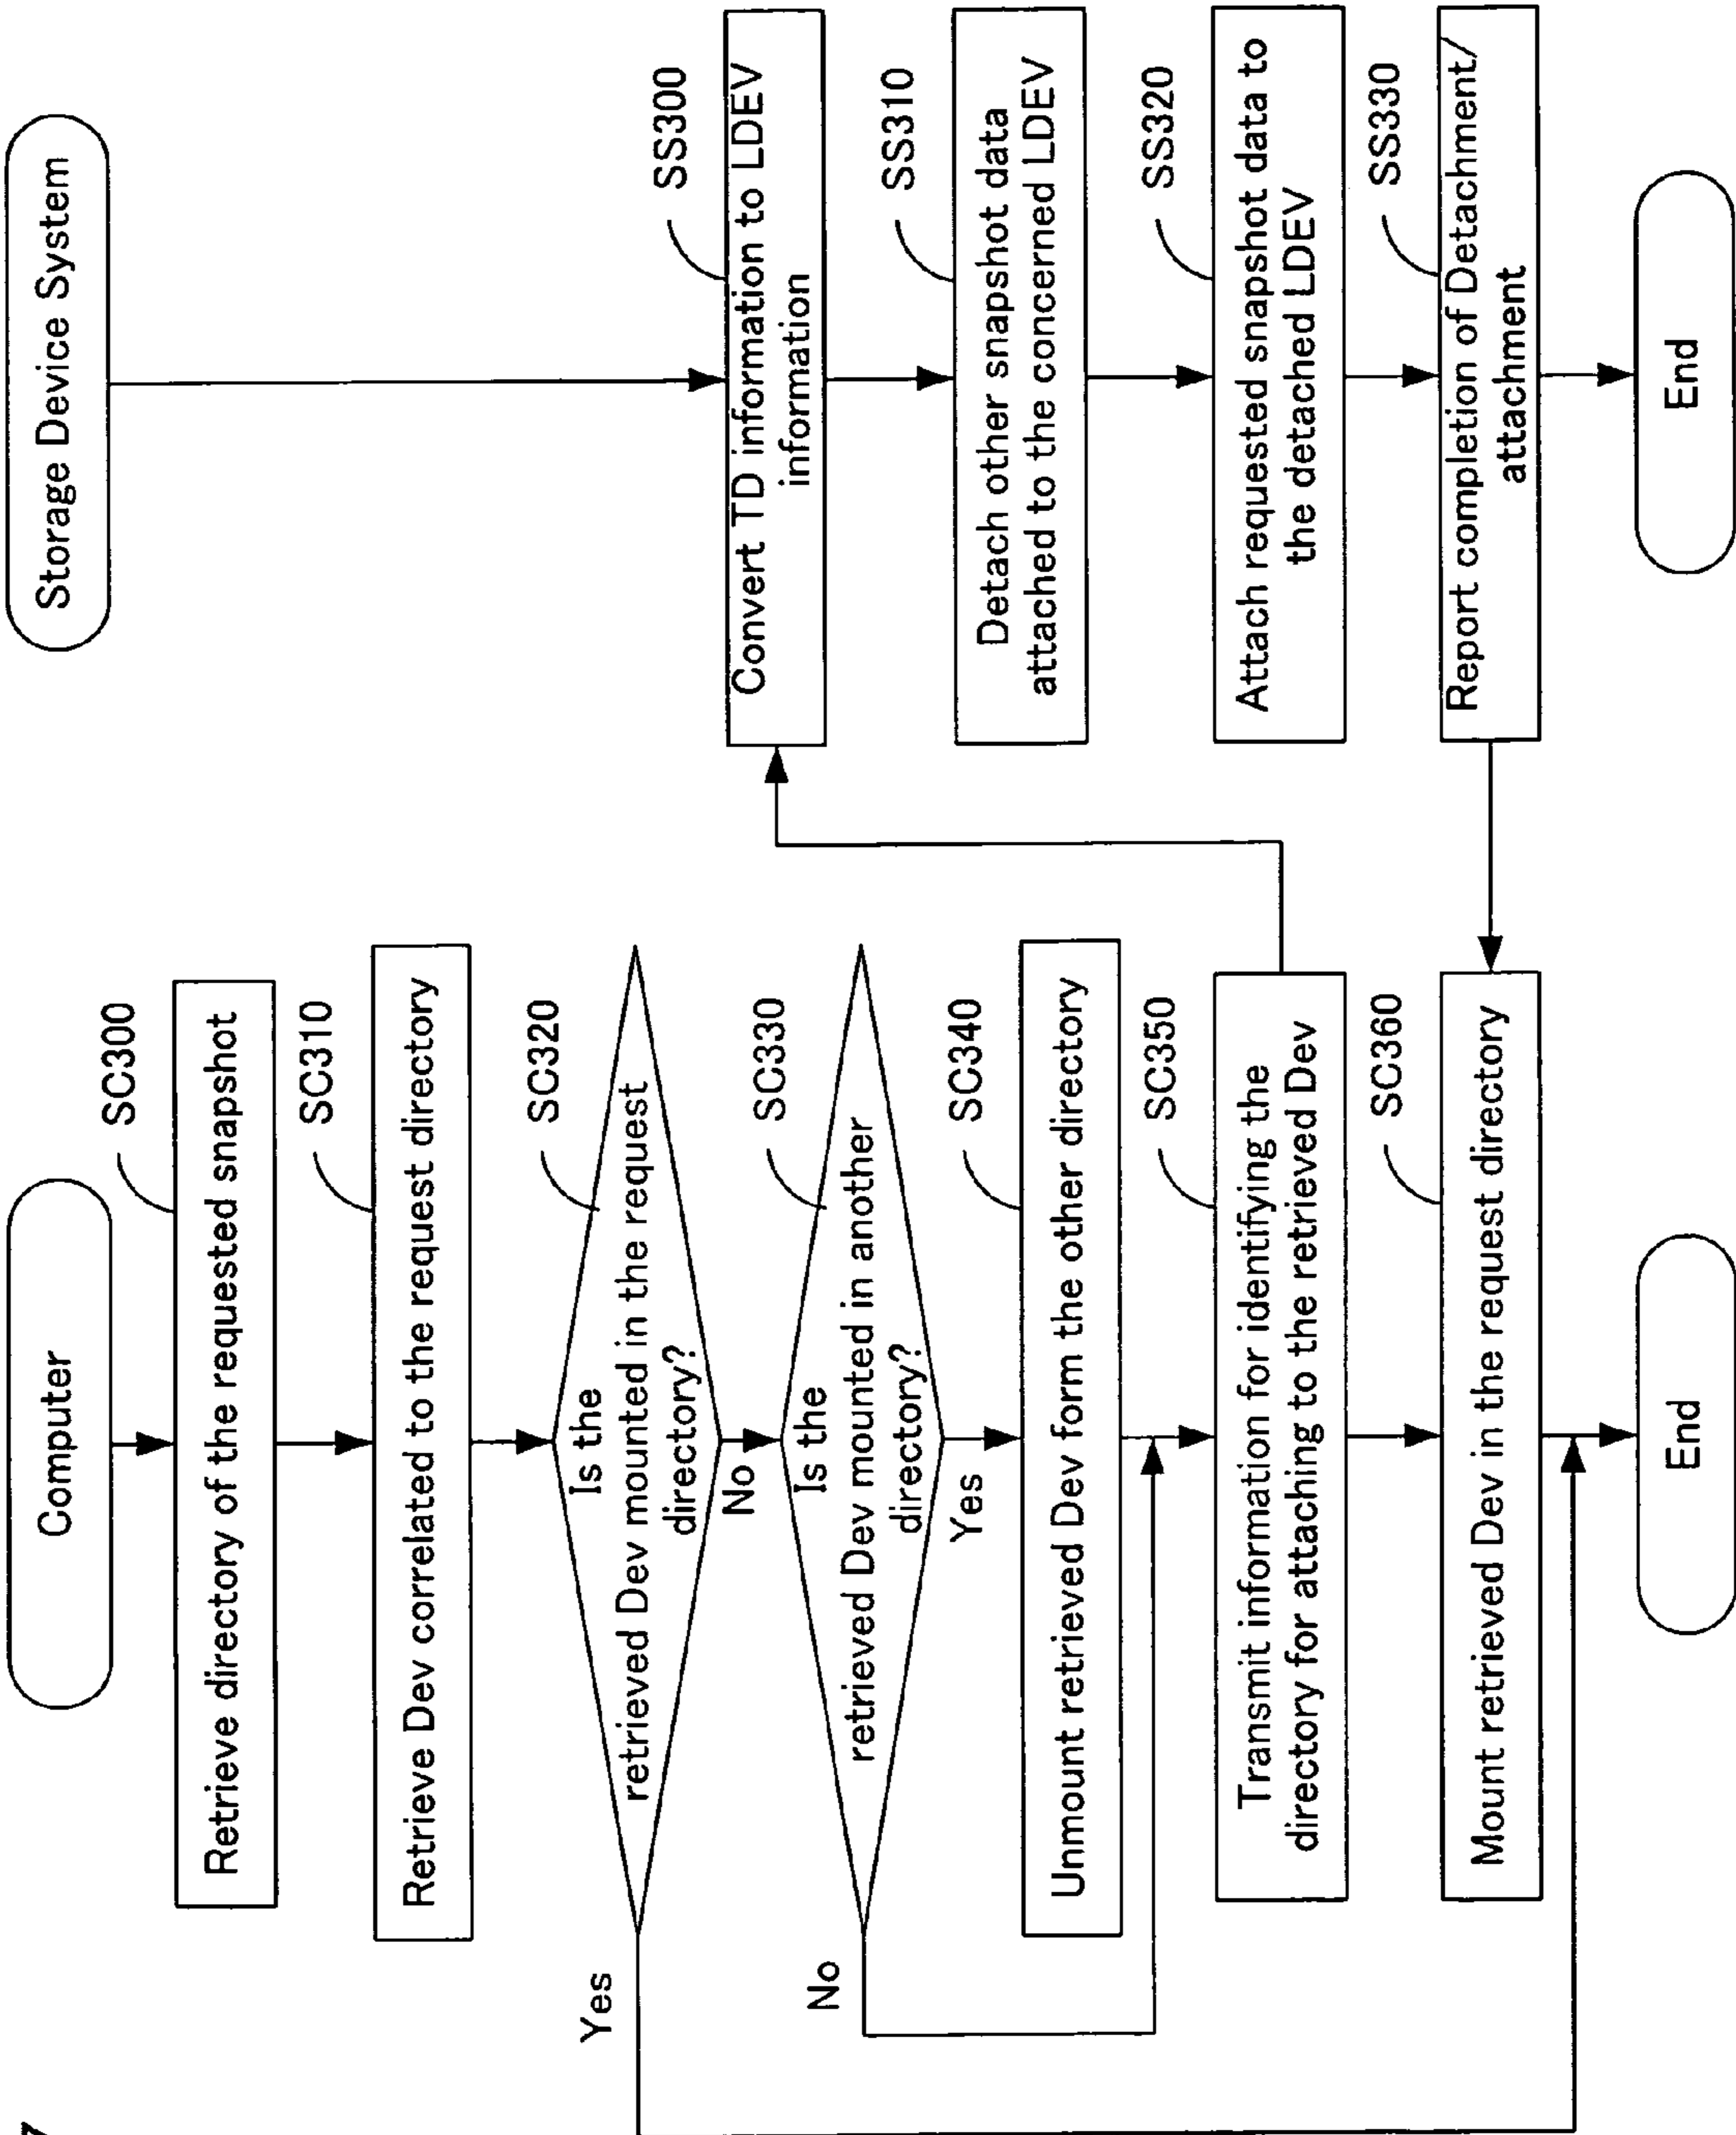 Computer
SC300
Retrieve directory of the requested snapshot
SC310
Retrieve Dev correlated to the request directory
SC320
Is the
retrieved Dev mounted in the request
directory?
Yes
No
SC330
Is the
retrieved Dev mounted in another
directory?
No
Yes
SC340
Unmount retrieved Dev form the other directory
SC350
Transmit information for identifying the
directory for attaching to the retrieved Dev
SC360
Mount retrieved Dev in the request directory
End
Storage Device System
SS300
Convert TD information to LDEV
information
SS310
Detach other snapshot data
attached to the concerned LDEV
SS320
Attach requested snapshot data to
the detached LDEV
SS330
Report completion of Detachment/
attachment
End